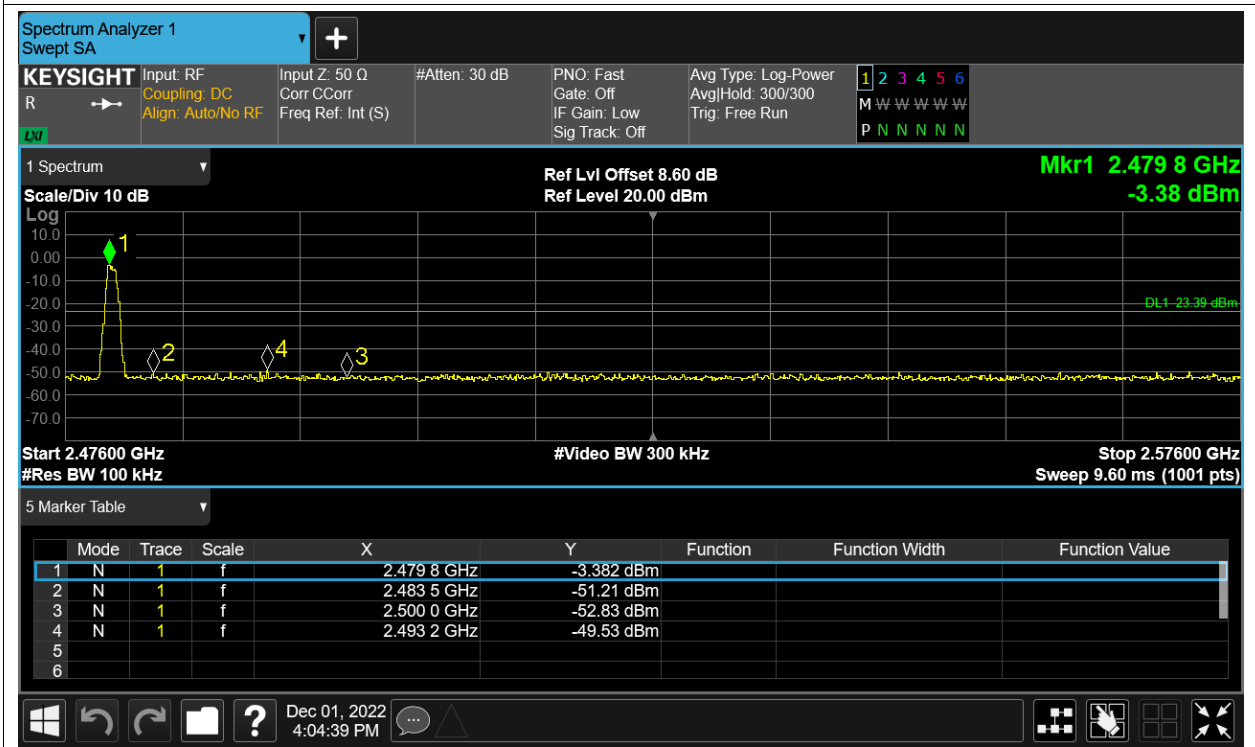 Spectrum Analyzer 1
Swept SA
KEYSIGHT
R
LXI
Input: RF
Coupling: DC
Align: Auto/No RF
Input Z: 50 Ω
Corr CCorr
Freq Ref: Int (S)
#Atten: 30 dB
PNO: Fast
Gate: Off
IF Gain: Low
Sig Track: Off
Avg Type: Log-Power
Avg|Hold: 300/300
Trig: Free Run
1 2 3 4 5 6
M W W W W W
P N N N N N
1 Spectrum
Scale/Div 10 dB
Ref Lvl Offset 8.60 dB
Ref Level 20.00 dBm
Mkr1 2.479 8 GHz
-3.38 dBm
Log
10.0
0.00
-10.0
-20.0
-30.0
-40.0
-50.0
-60.0
-70.0
1
2
4
3
DL1 -23.39 dBm
Start 2.47600 GHz
#Video BW 300 kHz
Stop 2.57600 GHz
#Res BW 100 kHz
Sweep 9.60 ms (1001 pts)
5 Marker Table
Mode Trace Scale X Y Function Function Width Function Value
1 N 1 f 2.479 8 GHz -3.382 dBm
2 N 1 f 2.483 5 GHz -51.21 dBm
3 N 1 f 2.500 0 GHz -52.83 dBm
4 N 1 f 2.493 2 GHz -49.53 dBm
5
6
?
Dec 01, 2022
4:04:39 PM